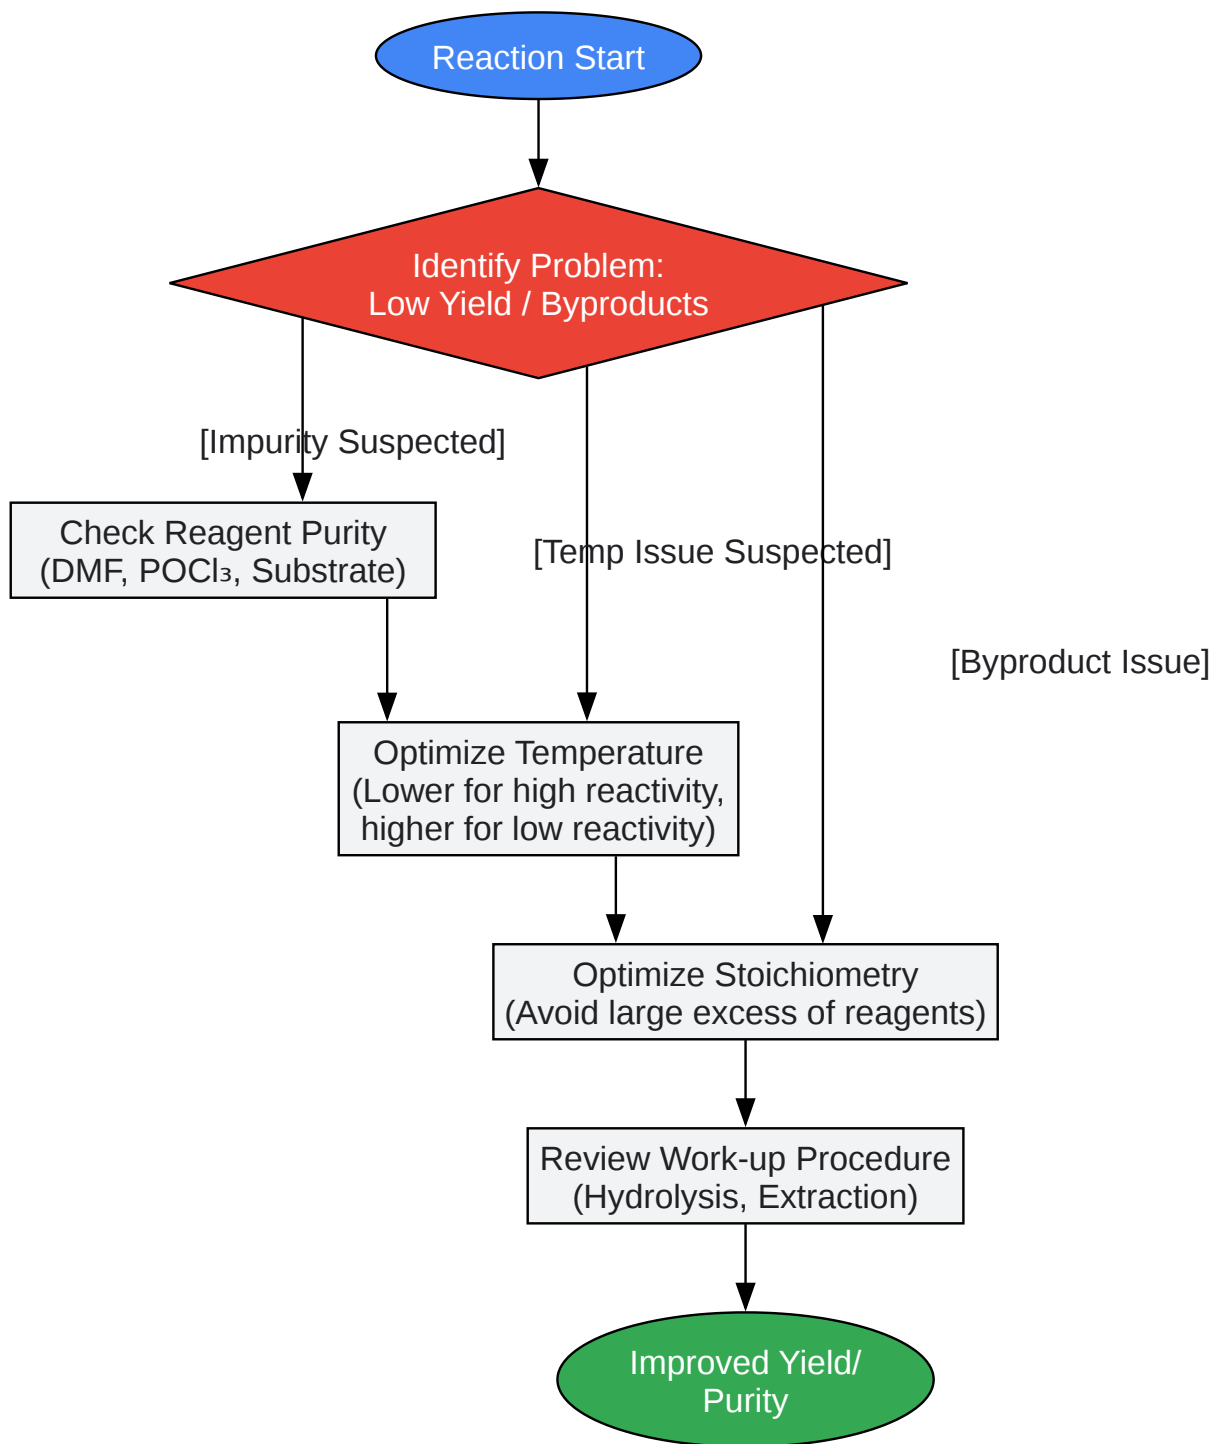 Reaction Start
Identify Problem:
Low Yield / Byproducts
[Impurity Suspected]
Check Reagent Purity
(DMF, POCl₃, Substrate)
[Temp Issue Suspected]
[Byproduct Issue]
Optimize Temperature
(Lower for high reactivity,
higher for low reactivity)
Optimize Stoichiometry
(Avoid large excess of reagents)
Review Work-up Procedure
(Hydrolysis, Extraction)
Improved Yield/
Purity